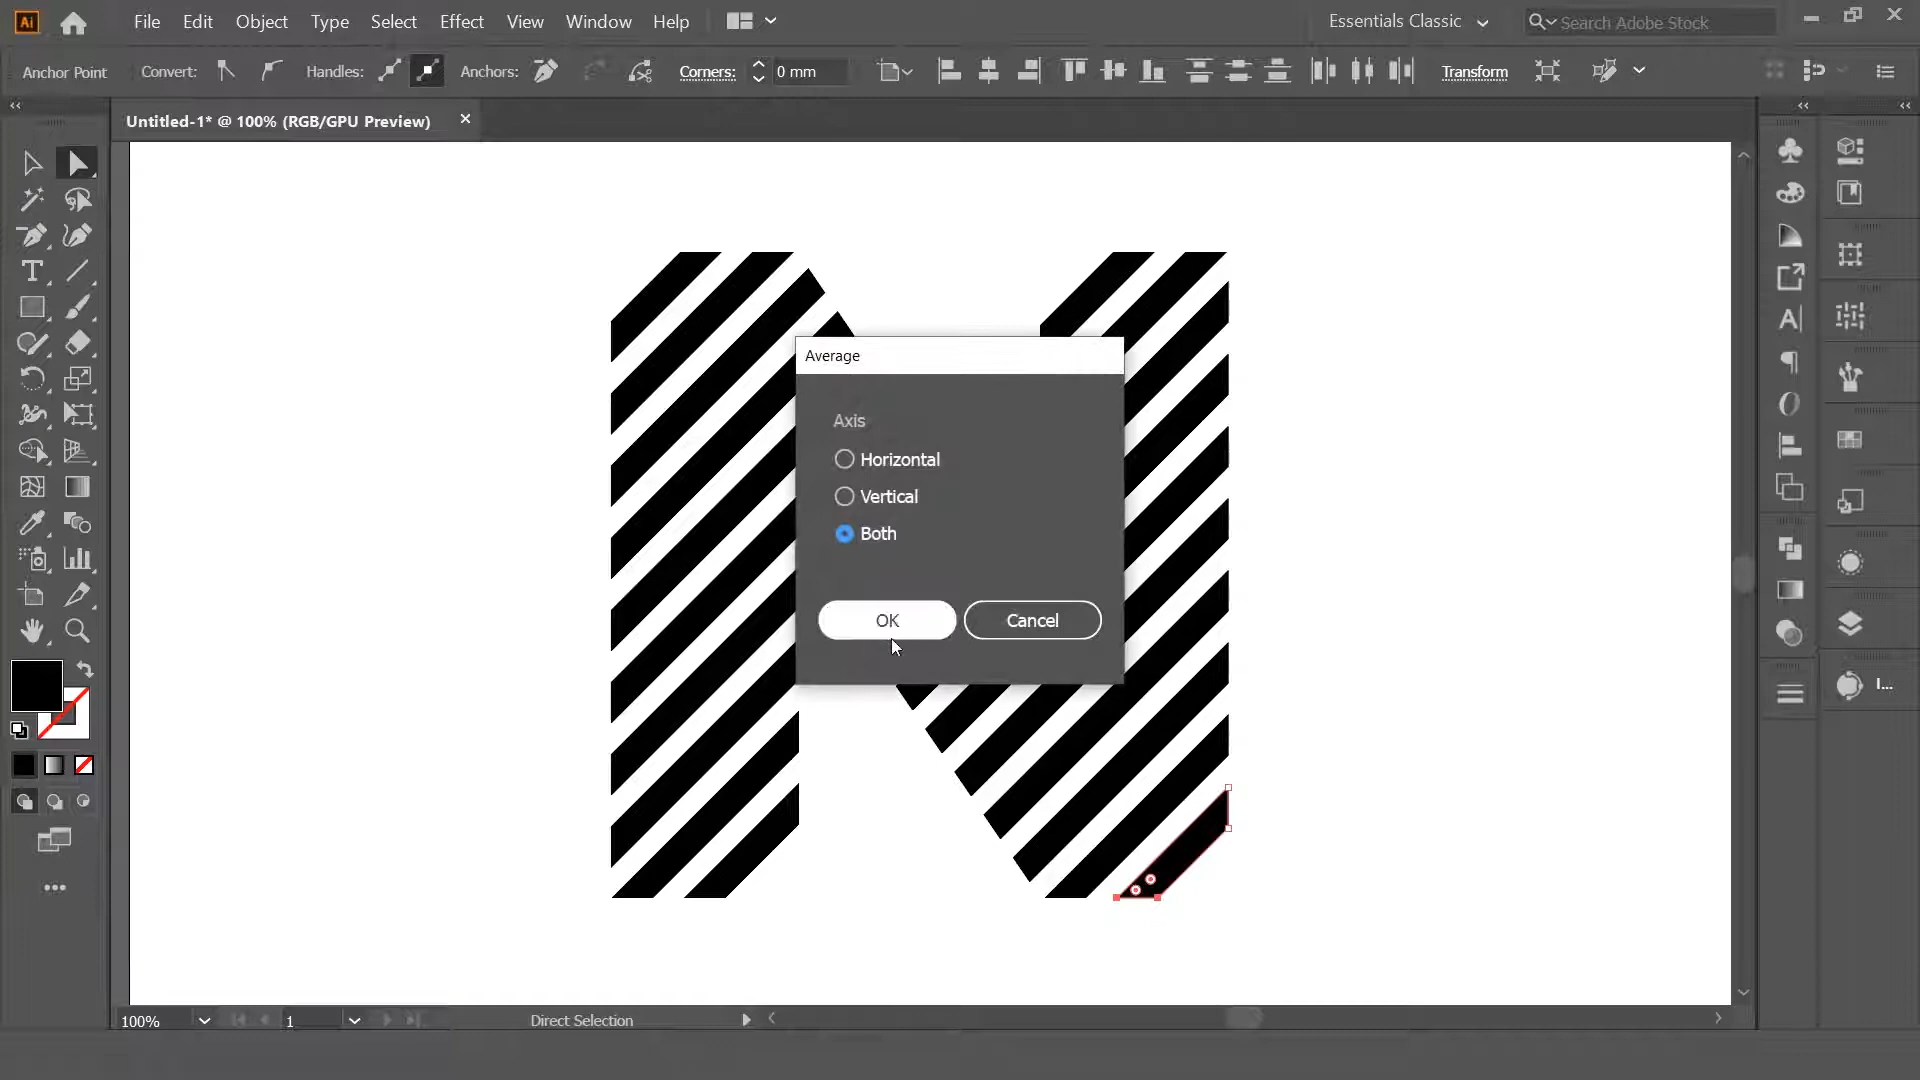 Ai File Edit Object Type Select Effect View Window Help Essentials Classic Search Adobe Stock
Anchor Point Convert: Handles: Anchors: Corners: 0 mm Transform
Untitled-1* @ 100% (RGB/GPU Preview)
Average
Axis
Horizontal
Vertical
Both
OK Cancel
I...
100% 1 Direct Selection